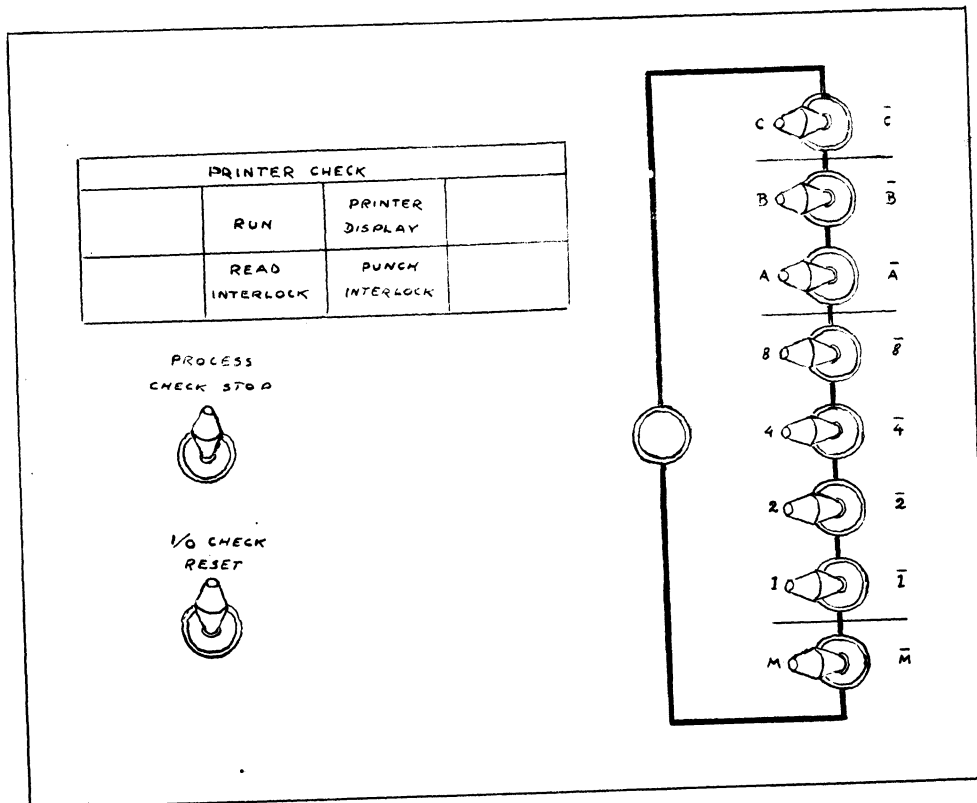 PRINTER CHECK
RUN
PRINTER
DISPLAY
READ
INTERLOCK
PUNCH
INTERLOCK
PROCESS
CHECK STOP
I/O CHECK
RESET
C C̄
B B̄
A Ā
8 8̄
4 4̄
2 2̄
1 1̄
M M̄